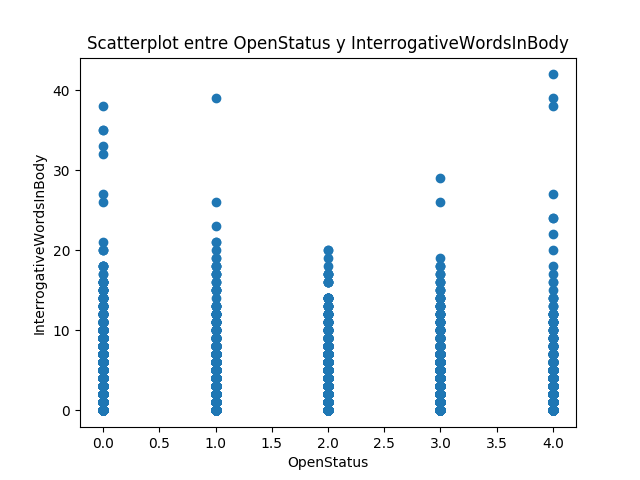 Scatterplot entre OpenStatus y InterrogativeWordsInBody
InterrogativeWordsInBody
40
30
20
10
0
0.0 0.5 1.0 1.5 2.0 2.5 3.0 3.5 4.0
OpenStatus